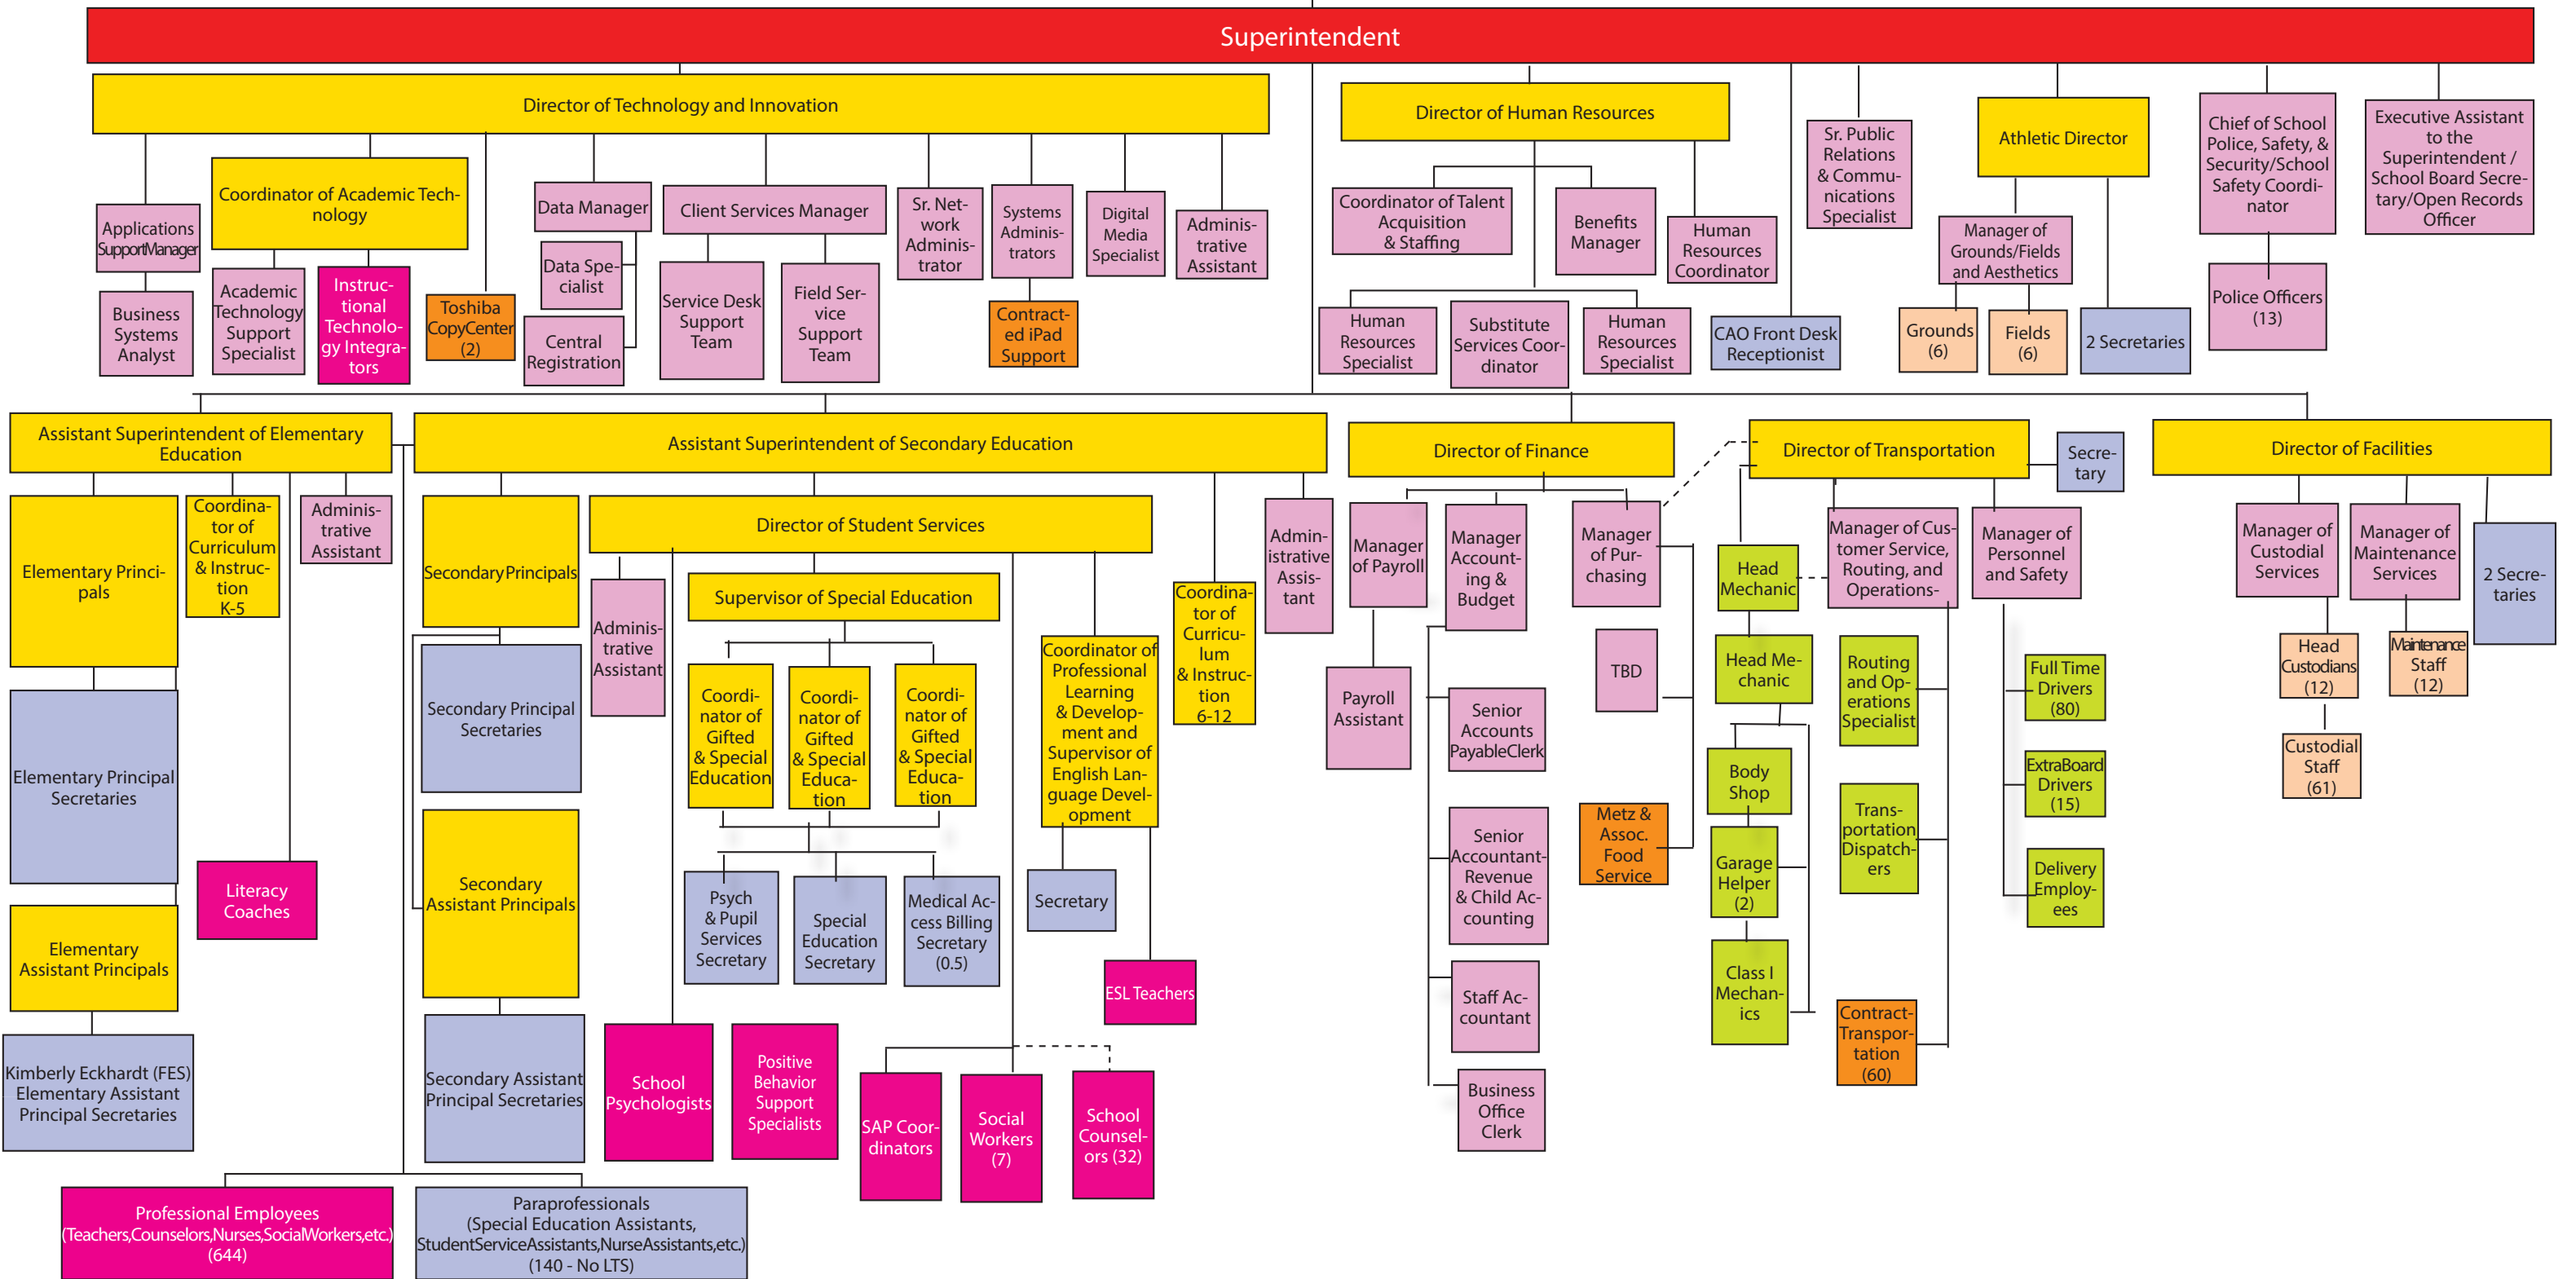 Superintendent
Director of Technology and Innovation
Director of Human Resources
Athletic Director
Chief of School
Police, Safety, &
Security/School
Safety Coordi-
nator
Executive Assistant
to the
Superintendent /
School Board Secre-
tary/Open Records
Officer
Sr. Public
Relations
& Commu-
nications
Specialist
Applications
SupportManager
Coordinator of Academic Tech-
nology
Data Manager
Client Services Manager
Sr. Net-
work
Adminis-
trator
Systems
Adminis-
trators
Digital
Media
Specialist
Adminis-
trative
Assistant
Coordinator of Talent
Acquisition
& Staffing
Benefits
Manager
Human
Resources
Coordinator
Manager of
Grounds/Fields
and Aesthetics
Business
Systems
Analyst
Academic
Technology
Support
Specialist
Instruc-
tional
Technolo-
gy Integra-
tors
Toshiba
CopyCenter
(2)
Data Spe-
cialist
Central
Registration
Service Desk
Support
Team
Field Ser-
vice
Support
Team
Contract-
ed iPad
Support
Human
Resources
Specialist
Substitute
Services Coor-
dinator
Human
Resources
Specialist
CAO Front Desk
Receptionist
Grounds
(6)
Fields
(6)
2 Secretaries
Police Officers
(13)
Assistant Superintendent of Elementary
Education
Assistant Superintendent of Secondary Education
Director of Finance
Director of Transportation
Secre-
tary
Director of Facilities
Elementary Princi-
pals
Coordina-
tor of
Curriculum
& Instruc-
tion
K-5
Adminis-
trative
Assistant
SecondaryPrincipals
Director of Student Services
Admin-
istrative
Assis-
tant
Manager
of Payroll
Manager
Account-
ing &
Budget
Manager
of Pur-
chasing
Head
Mechanic
Manager of Cus-
tomer Service,
Routing, and
Operations-
Manager of
Personnel
and Safety
Manager of
Custodial
Services
Manager of
Maintenance
Services
2 Secre-
taries
Adminis-
trative
Assistant
Supervisor of Special Education
Coordinator of
Professional
Learning
& Develop-
ment and
Supervisor of
English Lan-
guage Devel-
opment
Coordina-
tor of
Curricu-
lum
& Instruc-
tion
6-12
Elementary Principal
Secretaries
Secondary Principal
Secretaries
Coordi-
nator of
Gifted
& Special
Education
Coordi-
nator of
Gifted
& Special
Educa-
tion
Coordi-
nator of
Gifted
& Special
Educa-
tion
Payroll
Assistant
Senior
Accounts
PayableClerk
TBD
Head Me-
chanic
Routing
and Op-
erations
Specialist
Full Time
Drivers
(80)
Head
Custodians
(12)
Maintenance
Staff
(12)
Body
Shop
ExtraBoard
Drivers
(15)
Custodial
Staff
(61)
Literacy
Coaches
Secondary
Assistant Principals
Psych
& Pupil
Services
Secretary
Special
Education
Secretary
Medical Ac-
cess Billing
Secretary
(0.5)
Secretary
Senior
Accountant-
Revenue
& Child Ac-
counting
Metz &
Assoc.
Food
Service
Garage
Helper
(2)
Trans-
portation
Dispatch-
ers
Delivery
Employ-
ees
Elementary
Assistant Principals
ESL Teachers
Staff Ac-
countant
Class I
Mechan-
ics
Contract-
Transpor-
tation
(60)
Kimberly Eckhardt (FES)
Elementary Assistant
Principal Secretaries
Secondary Assistant
Principal Secretaries
School
Psychologists
Positive
Behavior
Support
Specialists
SAP Coor-
dinators
Social
Workers
(7)
School
Counsel-
ors (32)
Business
Office
Clerk
Professional Employees
(Teachers,Counselors,Nurses,SocialWorkers,etc.)
(644)
Paraprofessionals
(Special Education Assistants,
StudentServiceAssistants,NurseAssistants,etc.)
(140 - No LTS)